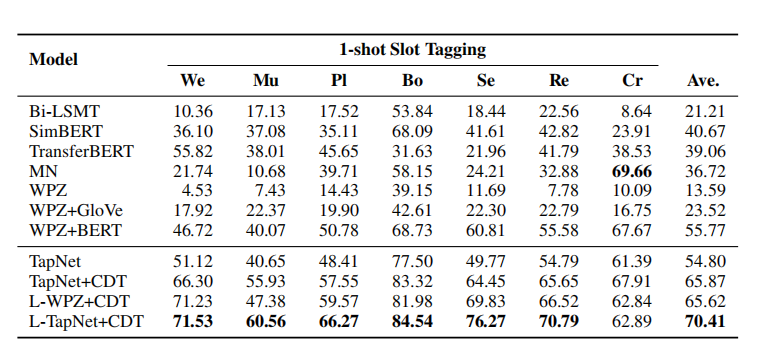 1-shot Slot Tagging
Model
We Mu Pl Bo Se Re Cr Ave.
Bi-LSMT 10.36 17.13 17.52 53.84 18.44 22.56 8.64 21.21
SimBERT 36.10 37.08 35.11 68.09 41.61 42.82 23.91 40.67
TransferBERT 55.82 38.01 45.65 31.63 21.96 41.79 38.53 39.06
MN 21.74 10.68 39.71 58.15 24.21 32.88 69.66 36.72
WPZ 4.53 7.43 14.43 39.15 11.69 7.78 10.09 13.59
WPZ+GloVe 17.92 22.37 19.90 42.61 22.30 22.79 16.75 23.52
WPZ+BERT 46.72 40.07 50.78 68.73 60.81 55.58 67.67 55.77
TapNet 51.12 40.65 48.41 77.50 49.77 54.79 61.39 54.80
TapNet+CDT 66.30 55.93 57.55 83.32 64.45 65.65 67.91 65.87
L-WPZ+CDT 71.23 47.38 59.57 81.98 69.83 66.52 62.84 65.62
L-TapNet+CDT 71.53 60.56 66.27 84.54 76.27 70.79 62.89 70.41